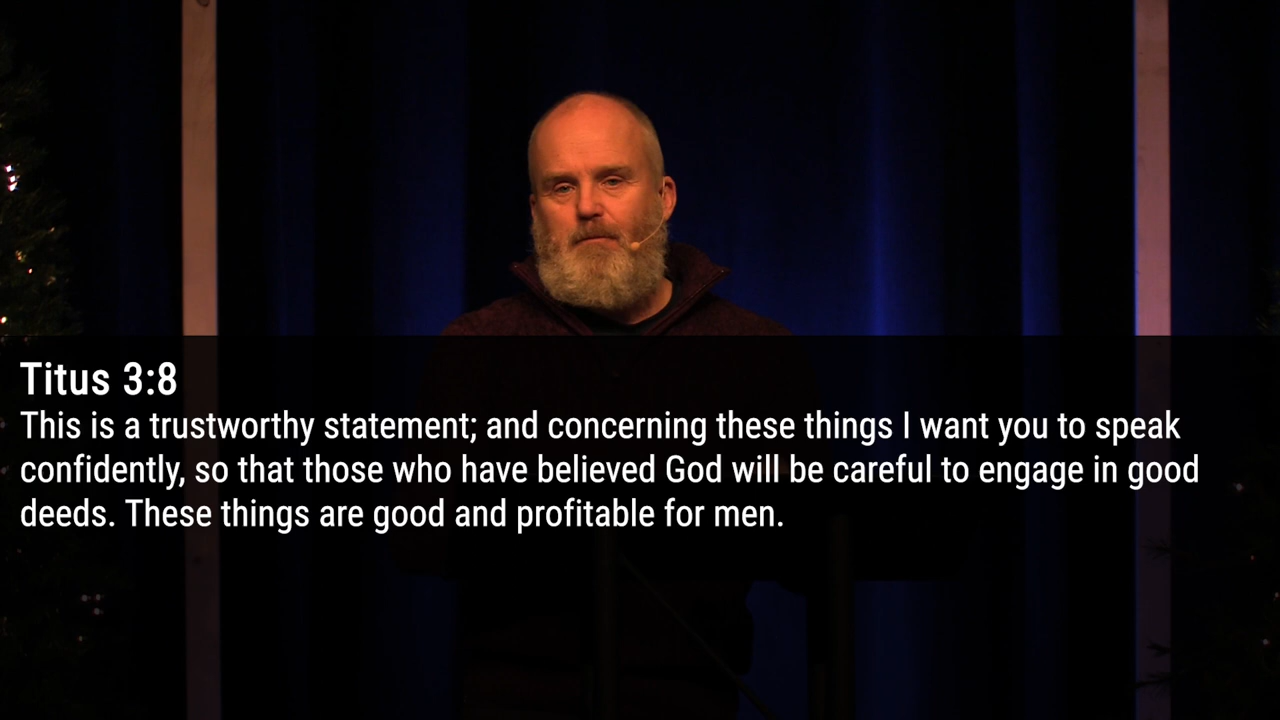 Titus 3:8
This is a trustworthy statement; and concerning these things I want you to speak
confidently, so that those who have believed God will be careful to engage in good
deeds. These things are good and profitable for men.